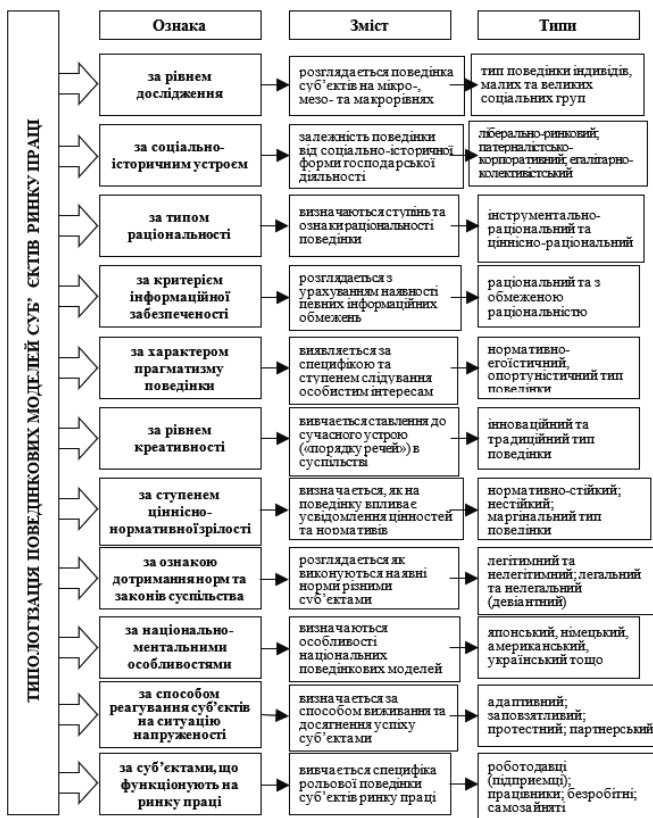 ТИПОЛОГІЗАЦІЯ ПОВЕДІНКОВИХ МОДЕЛЕЙ СУБ’ ЄКТІВ РИНКУ ПРАЦІ
Ознака
Зміст
Типи
за рівнем
дослідження
розглядається поведінка
суб’єктів на мікро-,
мезо- та макрорівнях
тип поведінки індивідів,
малих та великих
соціальних груп
за соціально-
історичним устроєм
залежність поведінки
від соціально-історичної
форми господарської
діяльності
ліберально-ринковий;
патерналістсько-
корпоративний; егалітарно-
колективістський
за типом
раціональності
визначаються ступінь та
ознаки раціональності
поведінки
інструментально-
раціональний та
ціннісно-раціональний
за критерієм
інформаційної
забезпеченості
розглядається з
урахуванням наявності
певних інформаційних
обмежень
раціональний та з
обмеженою
раціональністю
за характером
прагматизму
поведінки
виявляється за
специфікою та
ступенем слідування
особистим інтересам
нормативно-
егоїстичний,
опортуністичний тип
поведінки
за рівнем
креативності
вивчається ставлення до
сучасного устрою
(«порядку речей») в
суспільстві
інноваційний та
традиційний тип
поведінки
за ступенем
ціннісно-
нормативної зрілості
визначається, як на
поведінку впливає
усвідомлення цінностей
та нормативів
нормативно-стійкий;
нестійкий;
маргінальний тип
поведінки
за ознакою
дотримання норм та
законів суспільства
розглядається як
виконуються наявні
норми різними
суб’єктами
легітимний та
нелегітимний; легальний
та нелегальний
(девіантний)
за національно-
ментальними
особливостями
визначаються
особливості
національних
поведінкових моделей
японський, німецький,
американський,
український тощо
за способом
реагування суб’єктів
на ситуацію
напруженості
визначається за
способом виживання та
досягнення успіху
суб’єктами
адаптивний;
заповзятливий;
протестний; партнерський
за суб’єктами, що
функціонують на
ринку праці
вивчається специфіка
рольової поведінки
суб’єктів ринку праці
роботодавці
(підприємці);
працівники; безробітні;
самозайняті